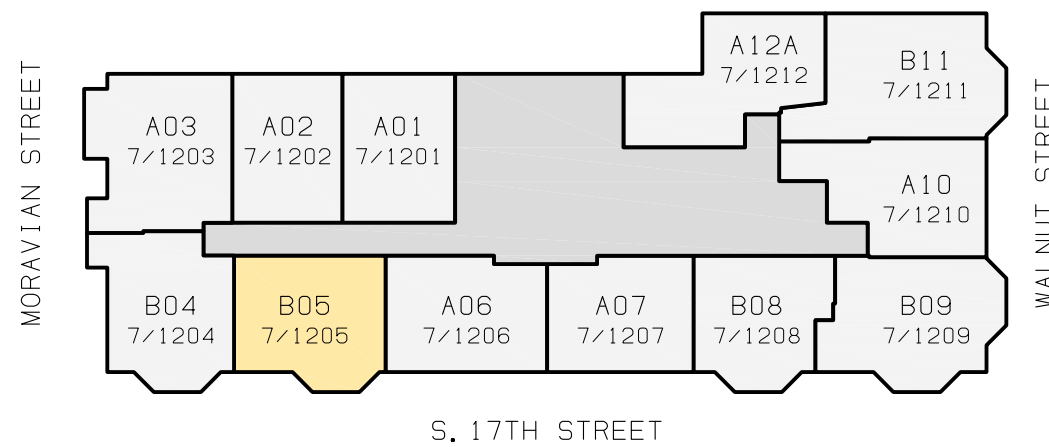 A12A
7/1212
B11
7/1211
MORAVIAN STREET
A03
7/1203
A02
7/1202
A01
7/1201
A10
7/1210
WALNUT STREET
B04
7/1204
B05
7/1205
A06
7/1206
A07
7/1207
B08
7/1208
B09
7/1209
S. 17TH STREET